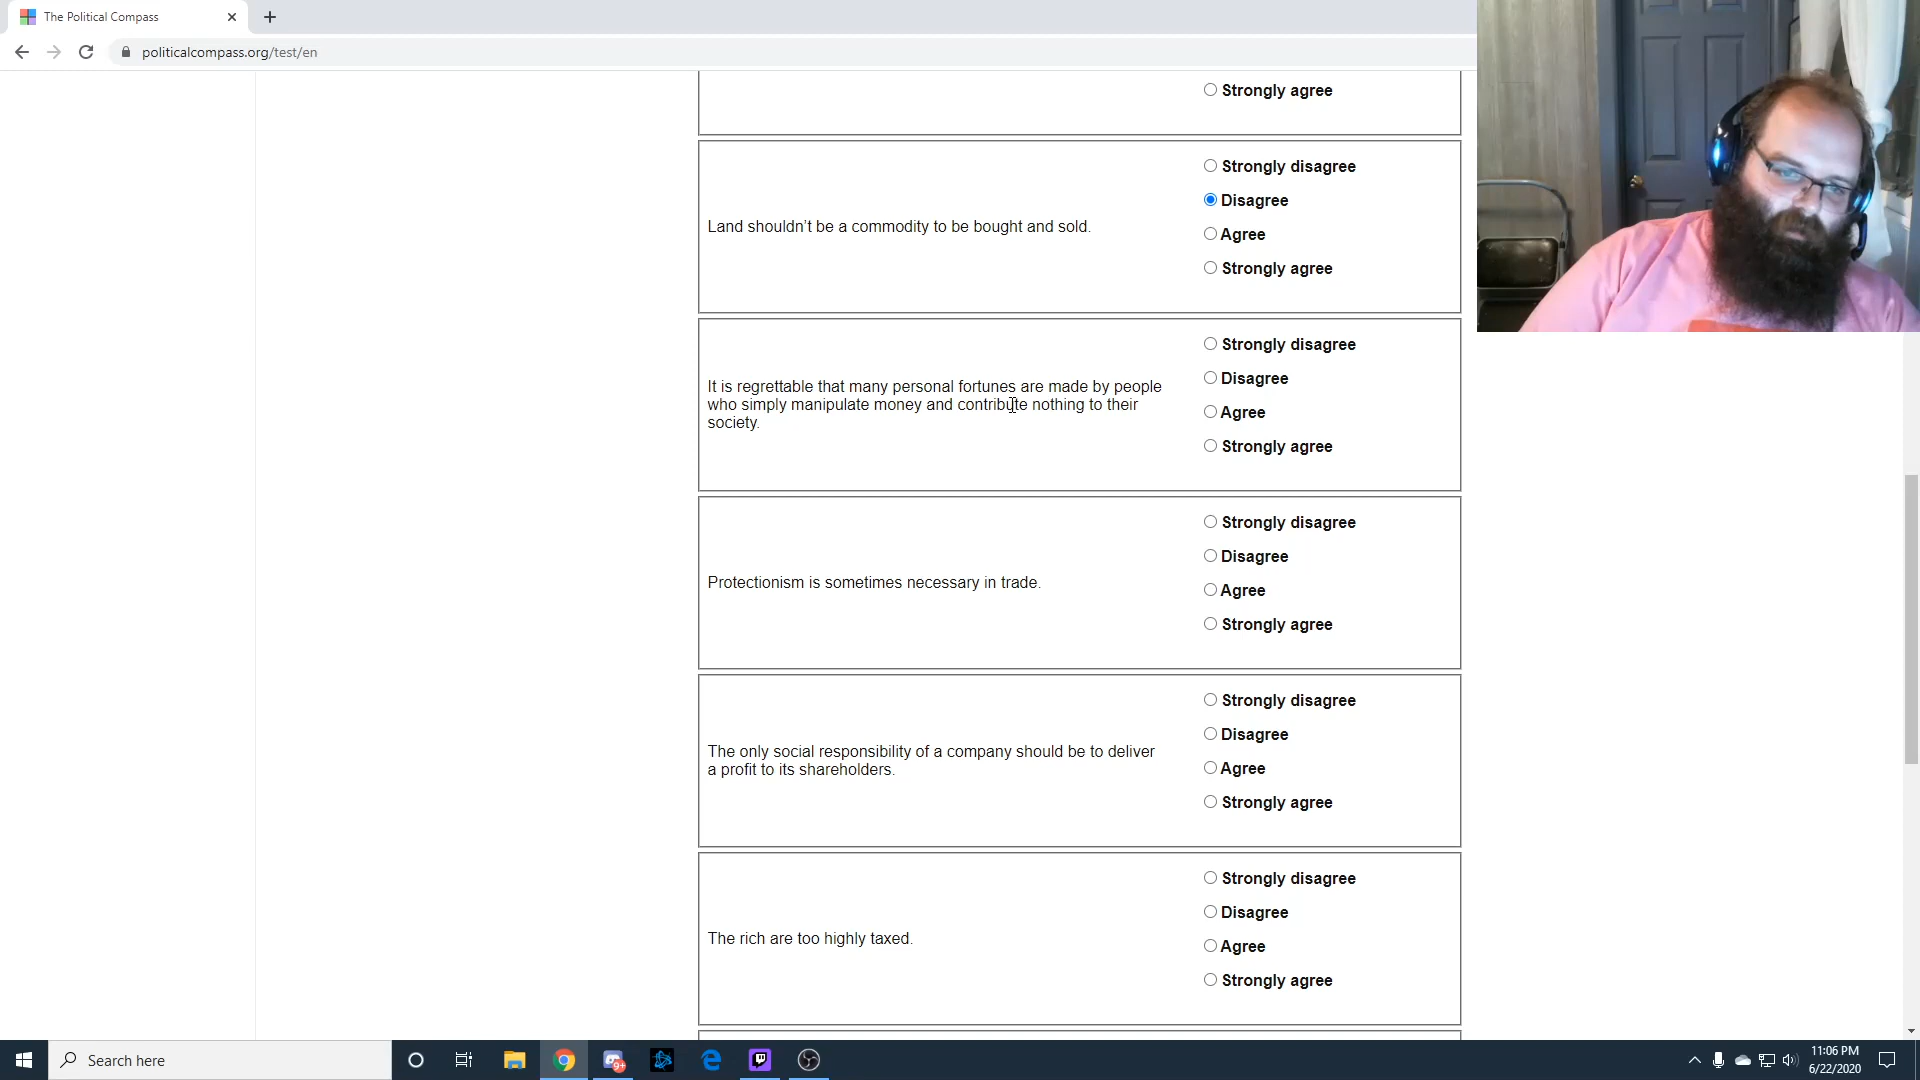 The Political Compass
politicalcompass.org/test/en
Strongly agree
Strongly disagree
Land shouldn’t be a commodity to be bought and sold.
Disagree
Agree
Strongly agree
Strongly disagree
Disagree
It is regrettable that many personal fortunes are made by people
who simply manipulate money and contribute nothing to their
society.
Agree
Strongly agree
Strongly disagree
Disagree
Protectionism is sometimes necessary in trade.
Agree
Strongly agree
Strongly disagree
Disagree
The only social responsibility of a company should be to deliver
a profit to its shareholders.
Agree
Strongly agree
Strongly disagree
Disagree
The rich are too highly taxed.
Agree
Strongly agree
Search here
9+
11:06 PM
6/22/2020